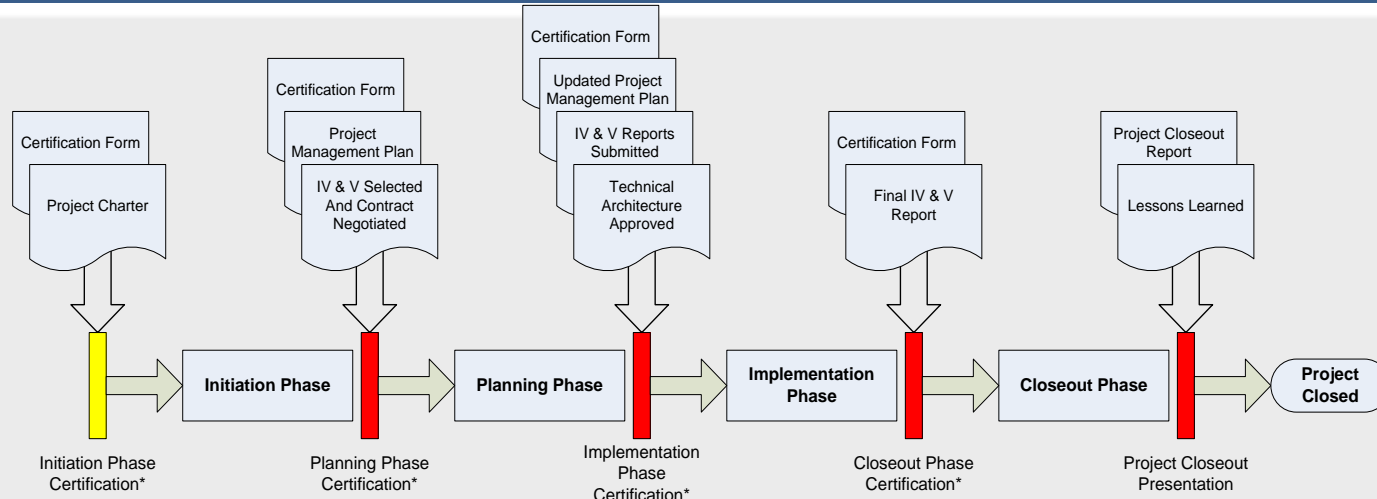 Certification Form
Project Charter
Certification Form
Project
Management Plan
IV & V Selected
And Contract
Negotiated
Certification Form
Updated Project
Management Plan
IV & V Reports
Submitted
Technical
Architecture
Approved
Certification Form
Final IV & V
Report
Project Closeout
Report
Lessons Learned
Initiation Phase
Planning Phase
Implementation
Phase
Closeout Phase
Project
Closed
Initiation Phase
Certification*
Planning Phase
Certification*
Implementation
Phase
Certification*
Closeout Phase
Certification*
Project Closeout
Presentation